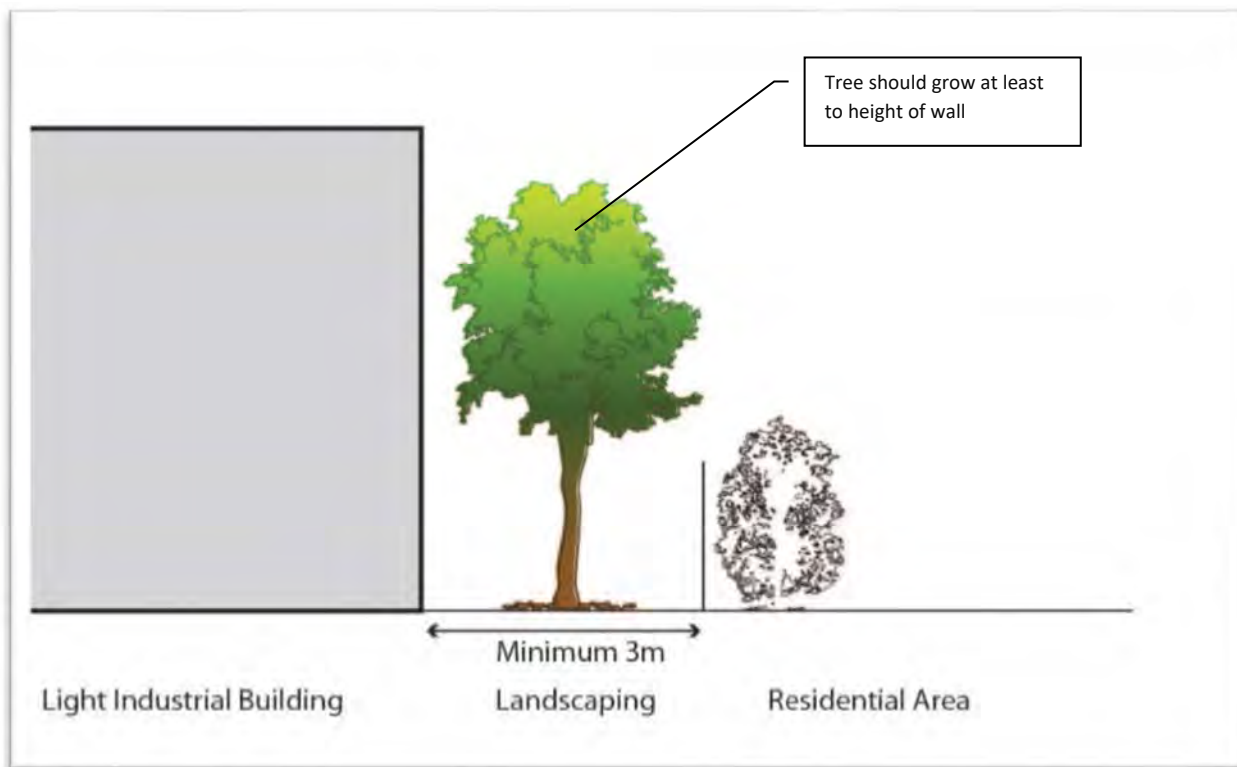 Tree should grow at least
to height of wall
Minimum 3m
Light Industrial Building
Landscaping
Residential Area